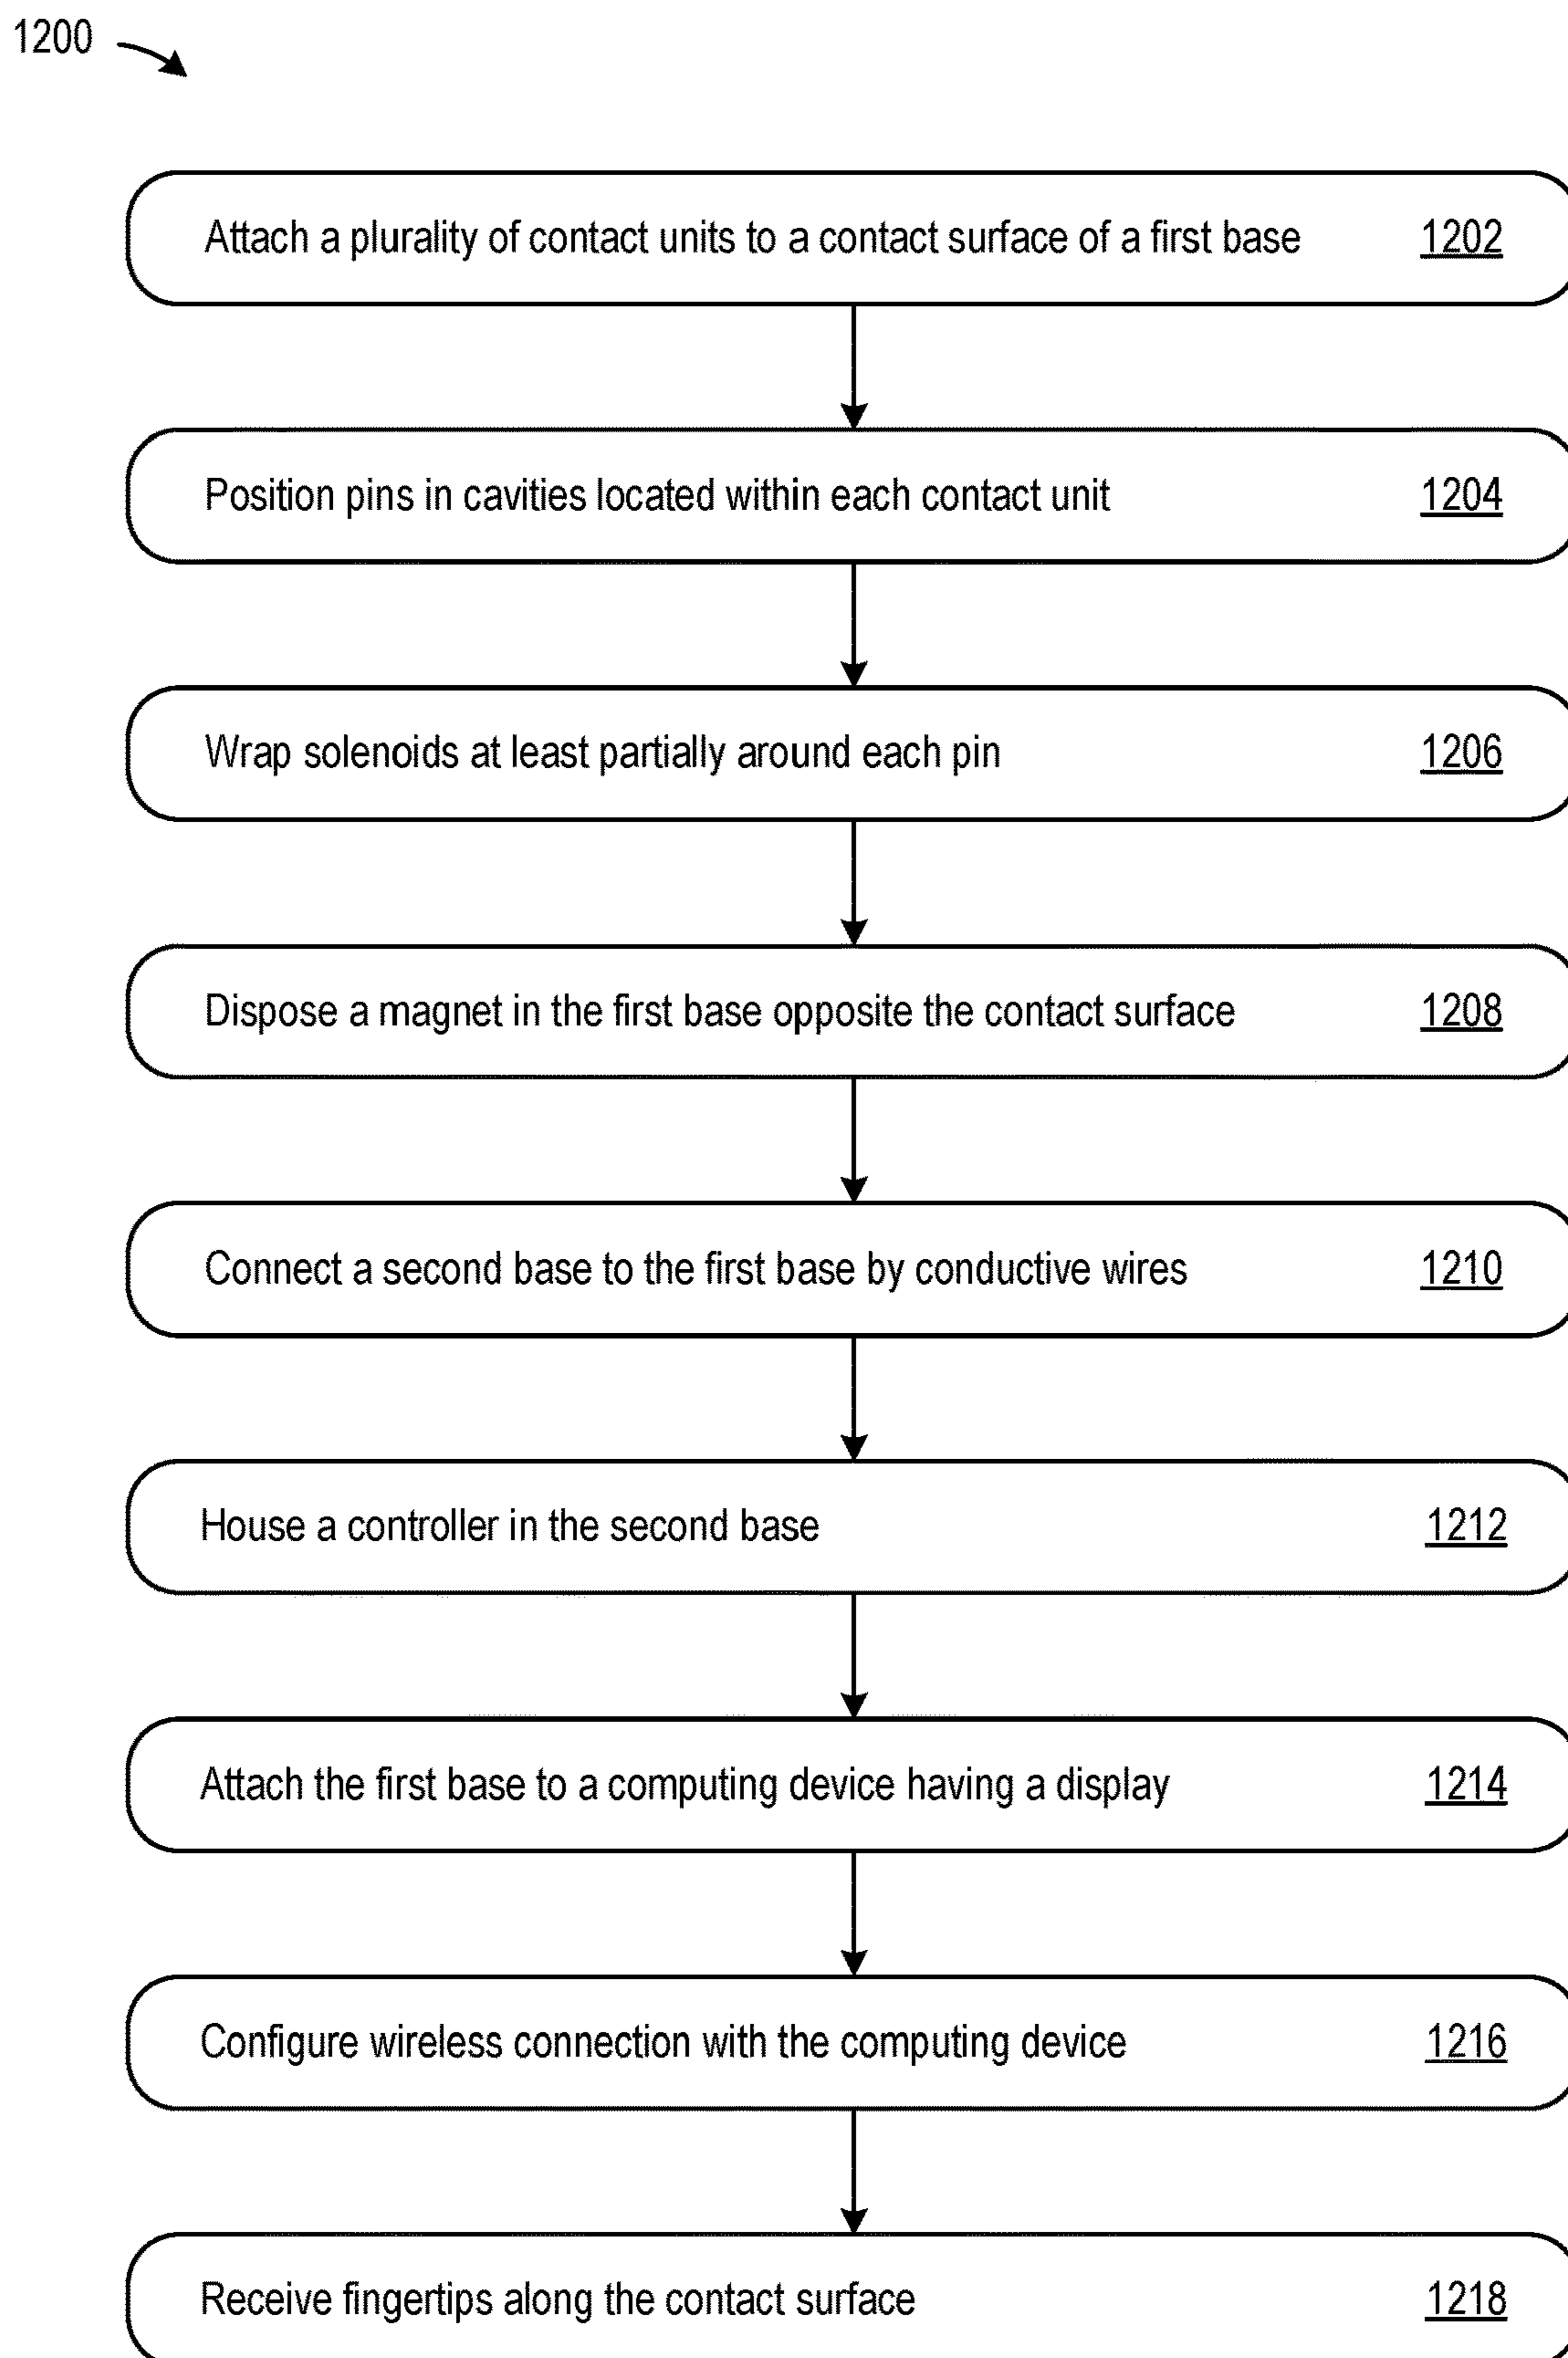 1200
Attach a plurality of contact units to a contact surface of a first base 1202
Position pins in cavities located within each contact unit 1204
Wrap solenoids at least partially around each pin 1206
Dispose a magnet in the first base opposite the contact surface 1208
Connect a second base to the first base by conductive wires 1210
House a controller in the second base 1212
Attach the first base to a computing device having a display 1214
Configure wireless connection with the computing device 1216
Receive fingertips along the contact surface 1218